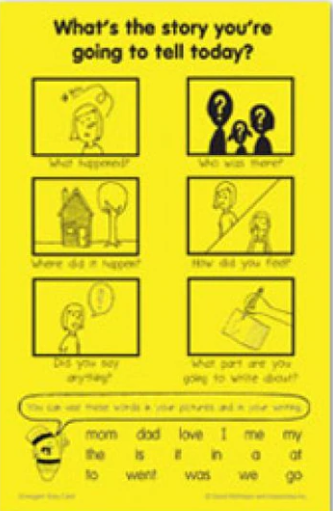 What's the story you're
going to tell today?
What happened?
Who was there?
Where did it happen?
How did you feel?
Did you say
anything?
What part are you
going to write about?
You can use these words in your pictures and in your writing.
mom dad love I me my
the is it in a at
to went was we go